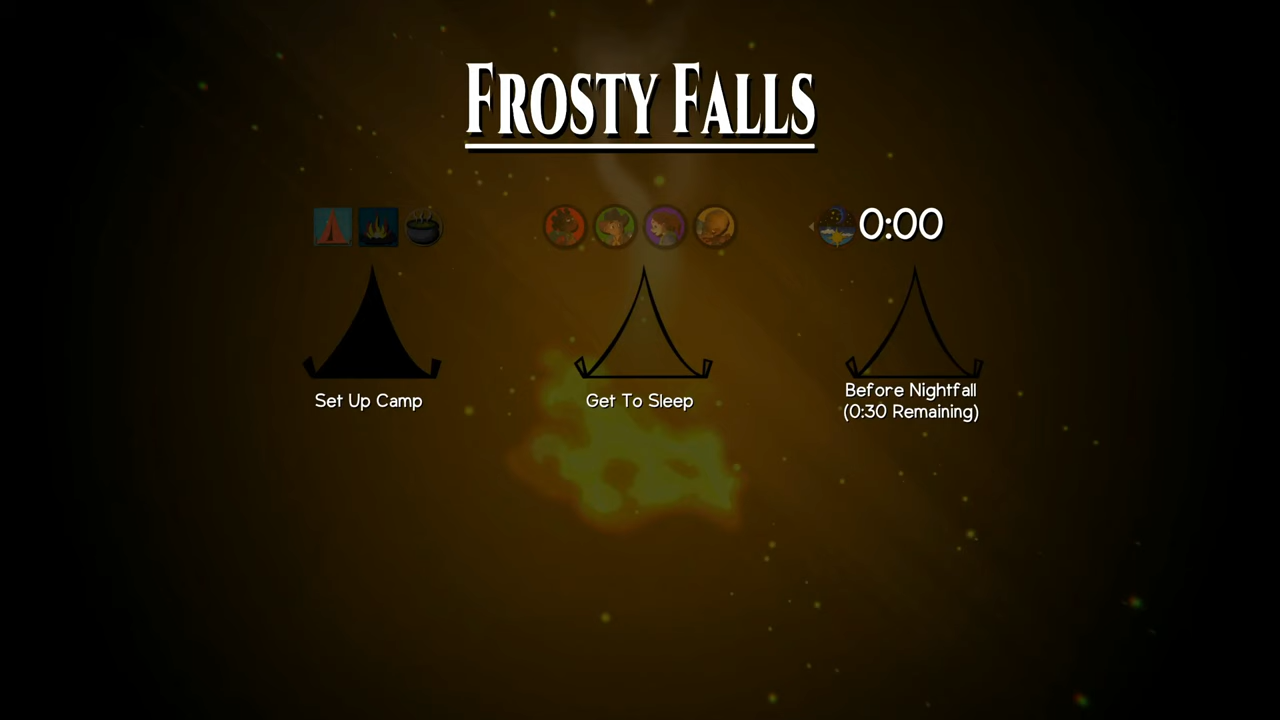 FROSTY FALLS
0:00
Set Up Camp
Get To Sleep
Before Nightfall
(0:30 Remaining)